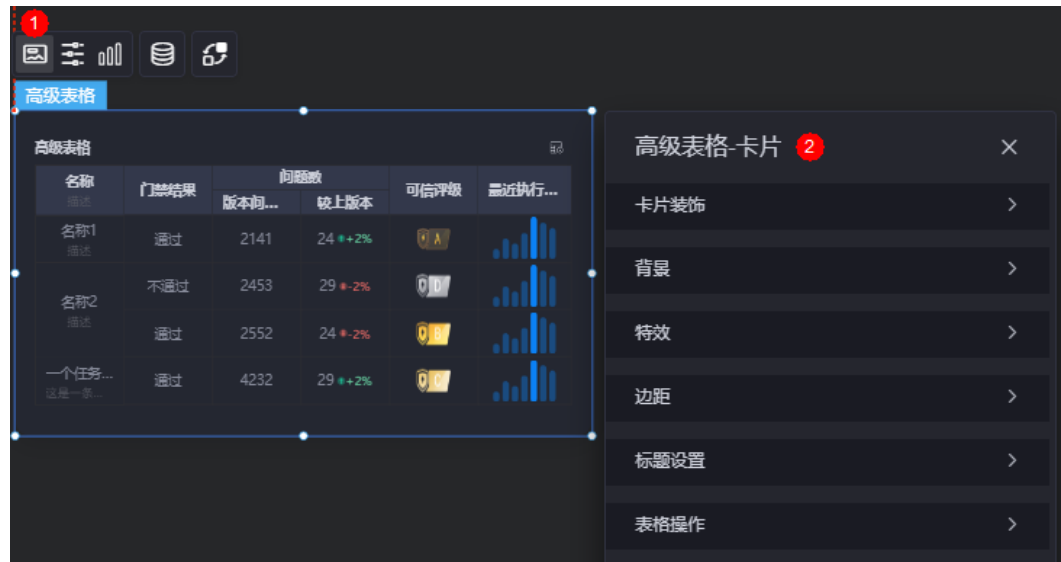 1
高级表格
高级表格
名称
描述
门禁结果
问题数
版本问...
较上版本
可信评级
最近执行...
名称1
描述
通过
2141
24 +2%
A
名称2
描述
不通过
2453
29 -2%
D
通过
2552
24 -2%
B
一个任务...
这是一条...
通过
4232
29 +2%
C
高级表格-卡片 2
卡片装饰
背景
特效
边距
标题设置
表格操作